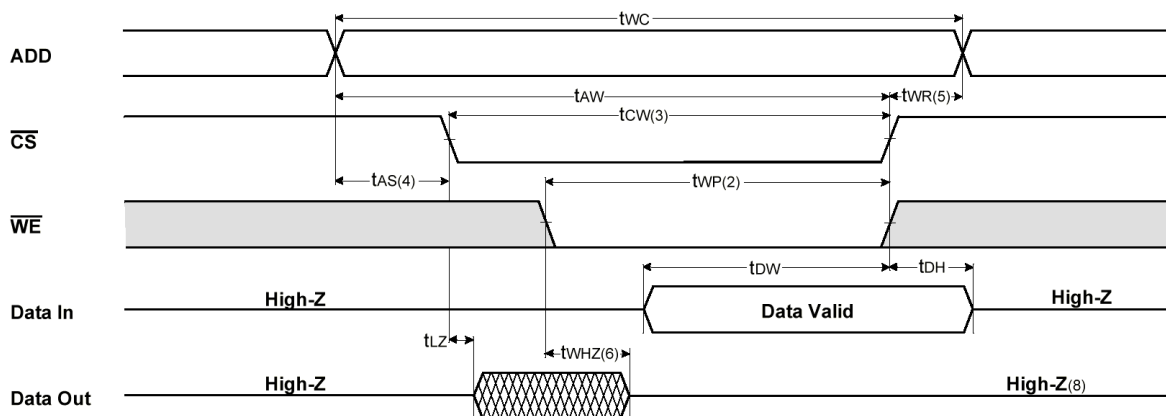 tWC
ADD
tAW
tWR(5)
tCW(3)
CS
tAS(4)
tWP(2)
WE
tDW
tDH
High-Z
Data Valid
High-Z
Data In
tLZ
tWHZ(6)
High-Z
High-Z(8)
Data Out